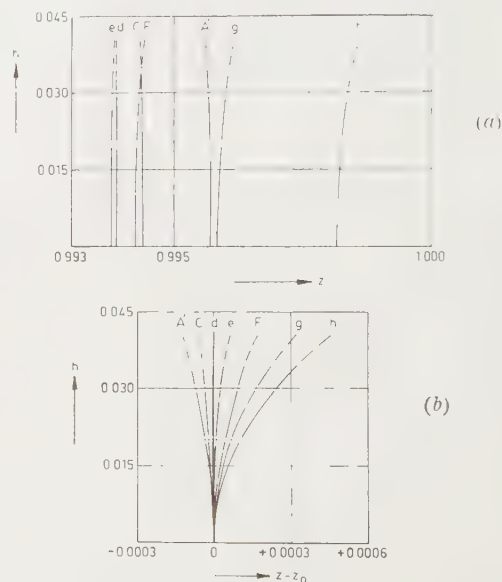 0.045
e d C F A' g
h
0.030
(a)
0.015
0.993 0.995 1.000
z
0.045
A' C d e F g h
h
0.030
(b)
0.015
-0.0003 0 +0.0003 +0.0006
z - z₀